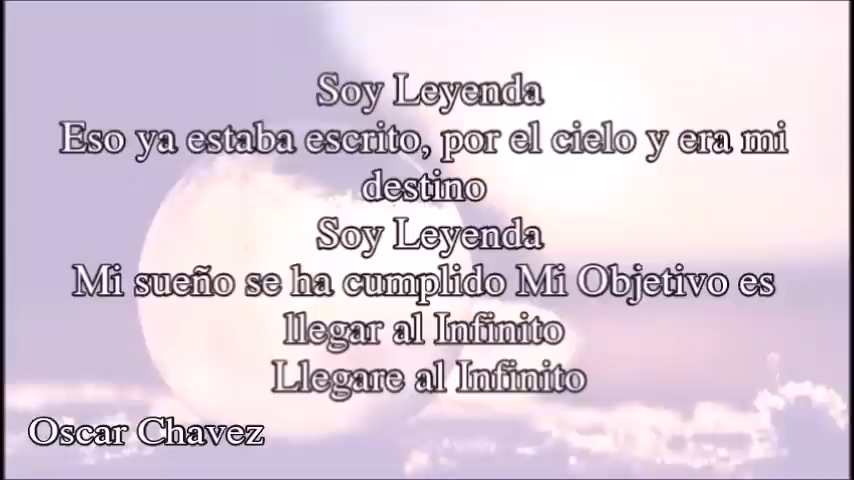 Soy Leyenda
Eso ya estaba escrito, por el cielo y era mi
destino
Soy Leyenda
Mi sueño se ha cumplido Mi Objetivo es
llegar al Infinito
Llegare al Infinito
Oscar Chavez